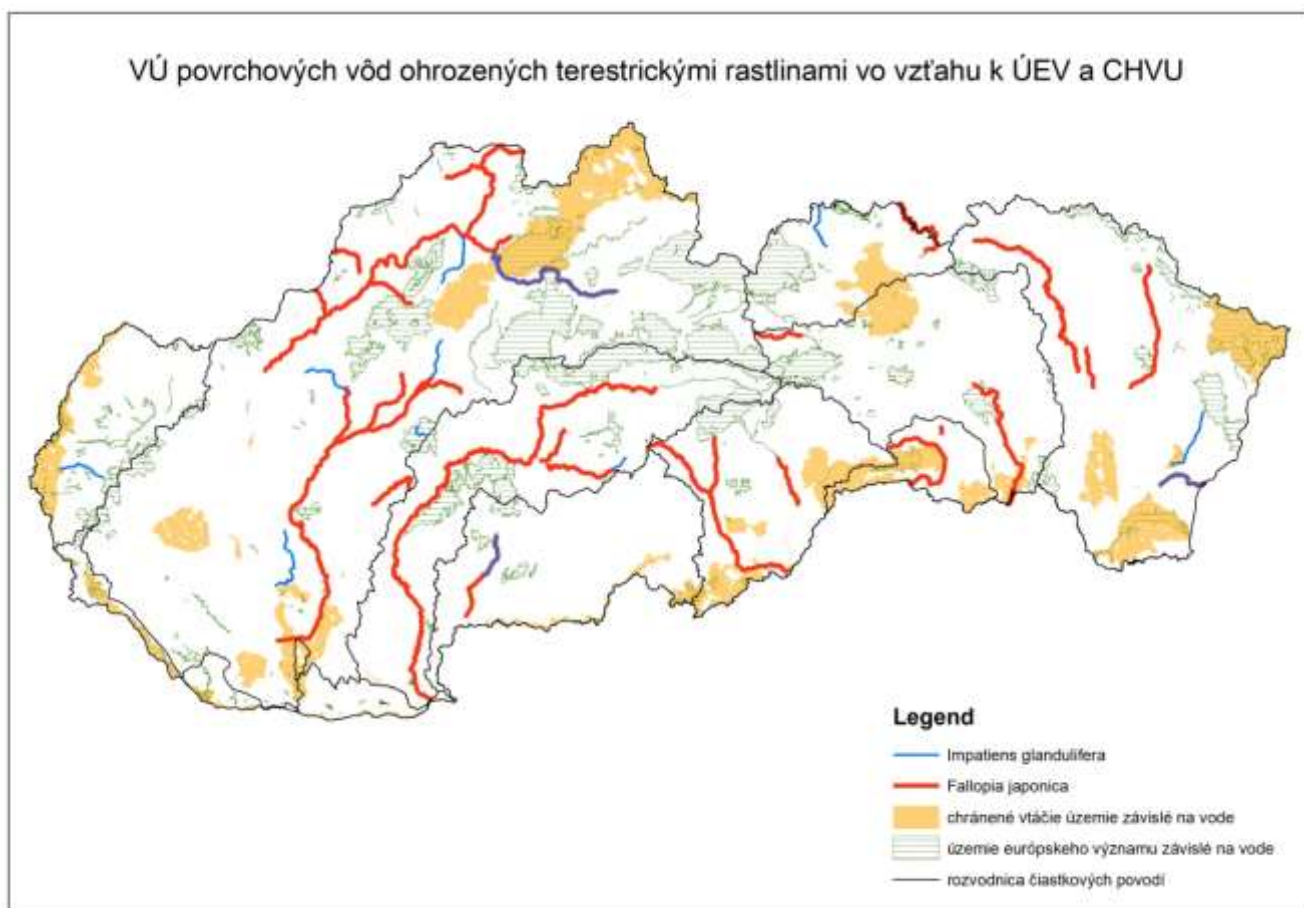 VÚ povrchových vôd ohrozených terestrickými rastlinami vo vzťahu k ÚEV a CHVU
Legend
Impatiens glandulifera
Fallopia japonica
chránené vtáčie územie závislé na vode
územie európskeho významu závislé na vode
rozvodnica čiastkových povodí